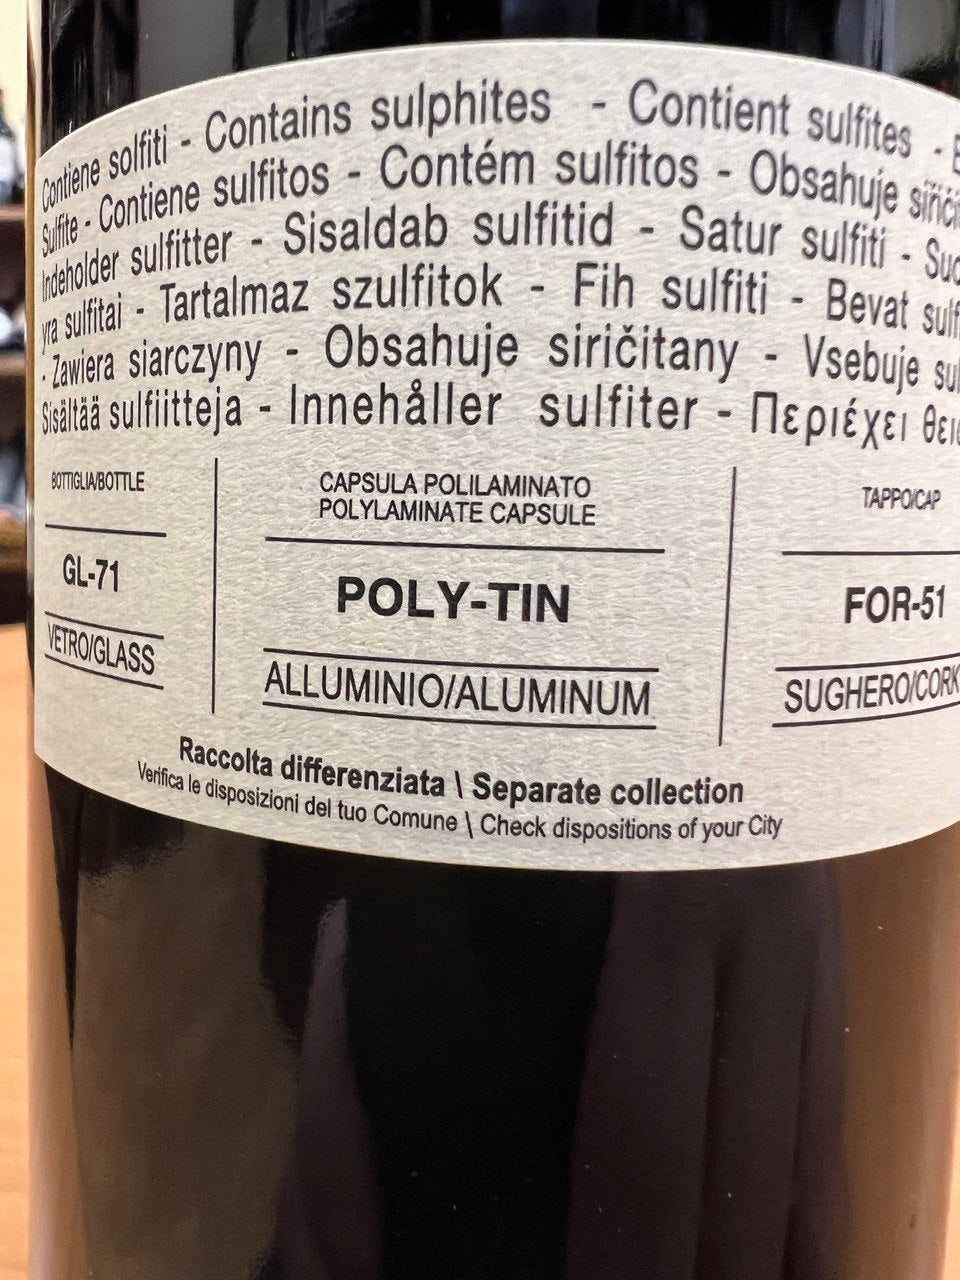 Contiene solfiti - Contains sulphites - Contient sulfites -
Sulfite - Contiene sulfitos - Contém sulfitos - Obsahuje
Indeholder sulfitter - Sisaldab sulfitid - Satur sulfiti -
sulfitai - Tartalmaz szulfitok - Fih sulfiti - Bevat
- Zawiera siarczyny - Obsahuje siričitany - Vsebuje
Sisältää sulfiitteja - Innehåller sulfiter - Περιέχει
BOTTIGLIA/BOTTLE
GL-71
VETRO/GLASS
CAPSULA POLILAMINATO
POLYLAMINATE CAPSULE
POLY-TIN
ALLUMINIO/ALUMINUM
TAPPO/CAP
FOR-51
SUGHERO/CORK
Raccolta differenziata \ Separate collection
Verifica le disposizioni del tuo Comune \ Check dispositions of your City